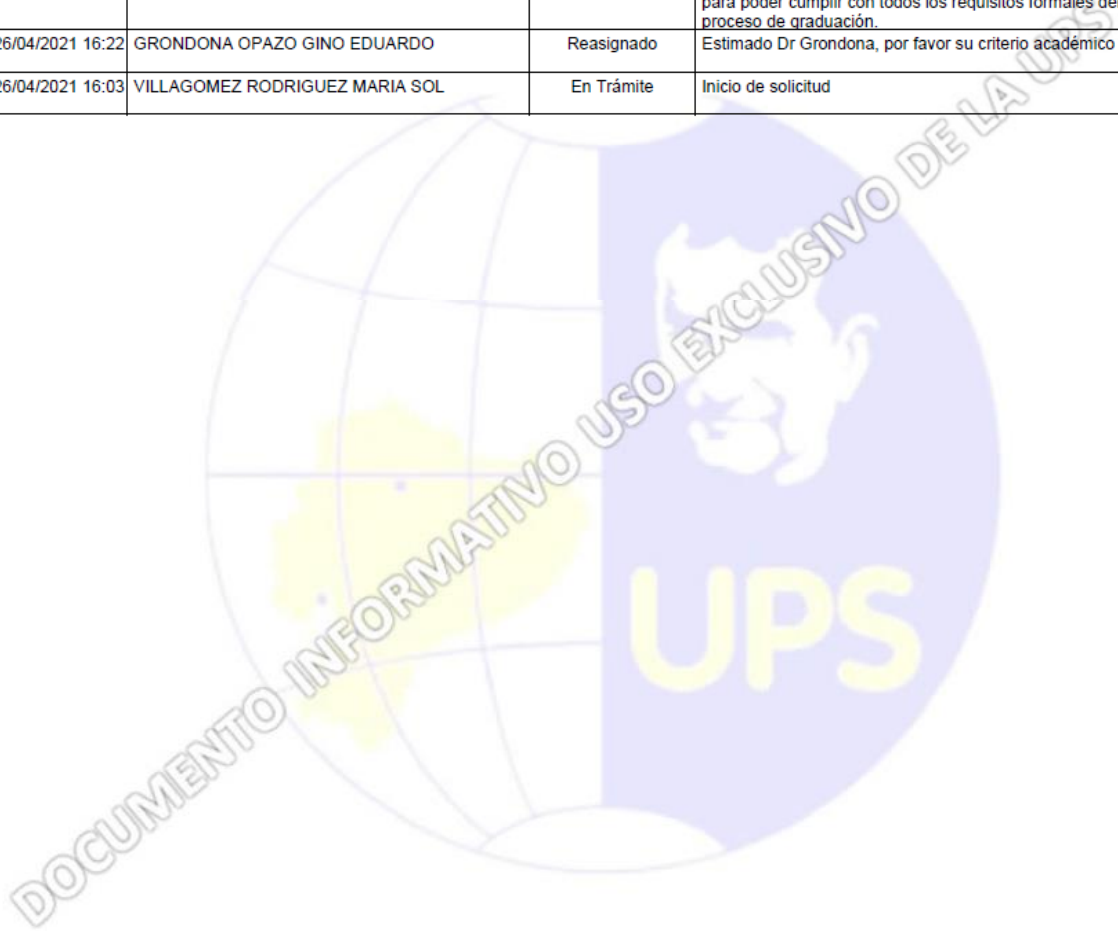 para poder cumplir con todos los requisitos formales del
proceso de graduación.
26/04/2021 16:22 GRONDONA OPAZO GINO EDUARDO Reasignado Estimado Dr Grondona, por favor su criterio académico
26/04/2021 16:03 VILLAGOMEZ RODRIGUEZ MARIA SOL En Trámite Inicio de solicitud
DOCUMENTO INFORMATIVO USO EXCLUSIVO DE LA UPS
UPS